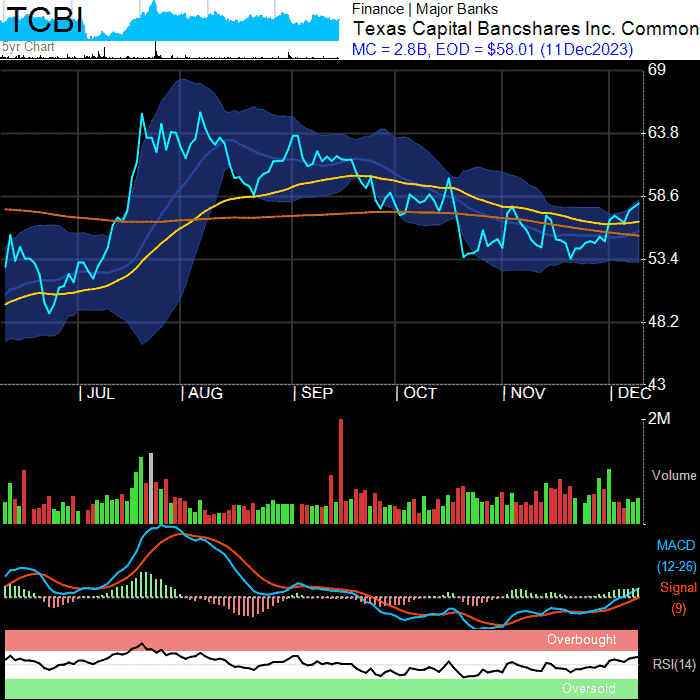 TCBI
5yr Chart
Finance | Major Banks
Texas Capital Bancshares Inc. Common
MC = 2.8B, EOD = $58.01 (11Dec2023)
69
63.8
58.6
53.4
48.2
43
| JUL
| AUG
| SEP
| OCT
| NOV
| DEC
2M
Volume
MACD
(12-26)
Signal
(9)
Overbought
RSI(14)
Oversold